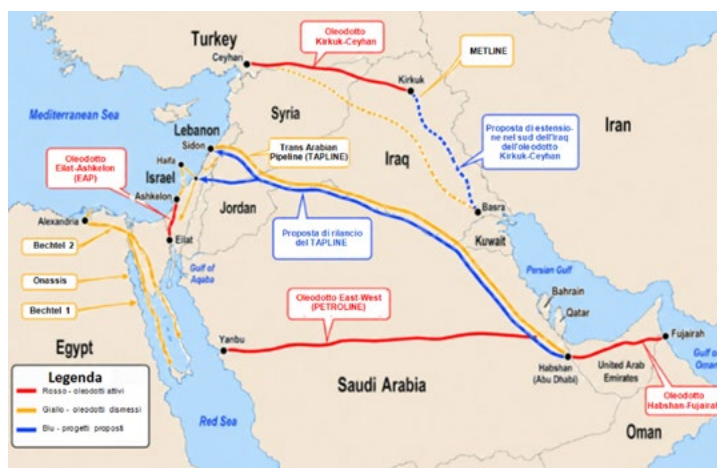 Turkey
Ceyhan
Oleodotto
Kirkuk-Ceyhan
METLINE
Kirkuk
Mediterranean Sea
Syria
Lebanon
Sidon
Iran
Trans Arabian
Pipeline (TAPLINE)
Iraq
Proposta di estensio-
ne nel sud dell'Iraq
dell'oleodotto
Kirkuk-Ceyhan
Oleodotto
Eilat-Ashkelon
(EAP)
Haifa
Israel
Ashkelon
Jordan
Basra
Alexandria
Eilat
Proposta di rilancio
del TAPLINE
Kuwait
Bechtel 2
Gulf of
Aqaba
Persian Gulf
Onassis
Bechtel 1
Bahrain
Qatar
Oleodotto East-West
(PETROLINE)
Fujairah
Egypt
Yanbu
Habshan
(Abu Dhabi)
United Arab
Emirates
Gulf of
Oman
Legenda
Rosso - oleodotti attivi
Giallo - oleodotti dismessi
Blu - progetti proposti
Saudi Arabia
Red Sea
Oleodotto
Habshan-Fujairah
Oman